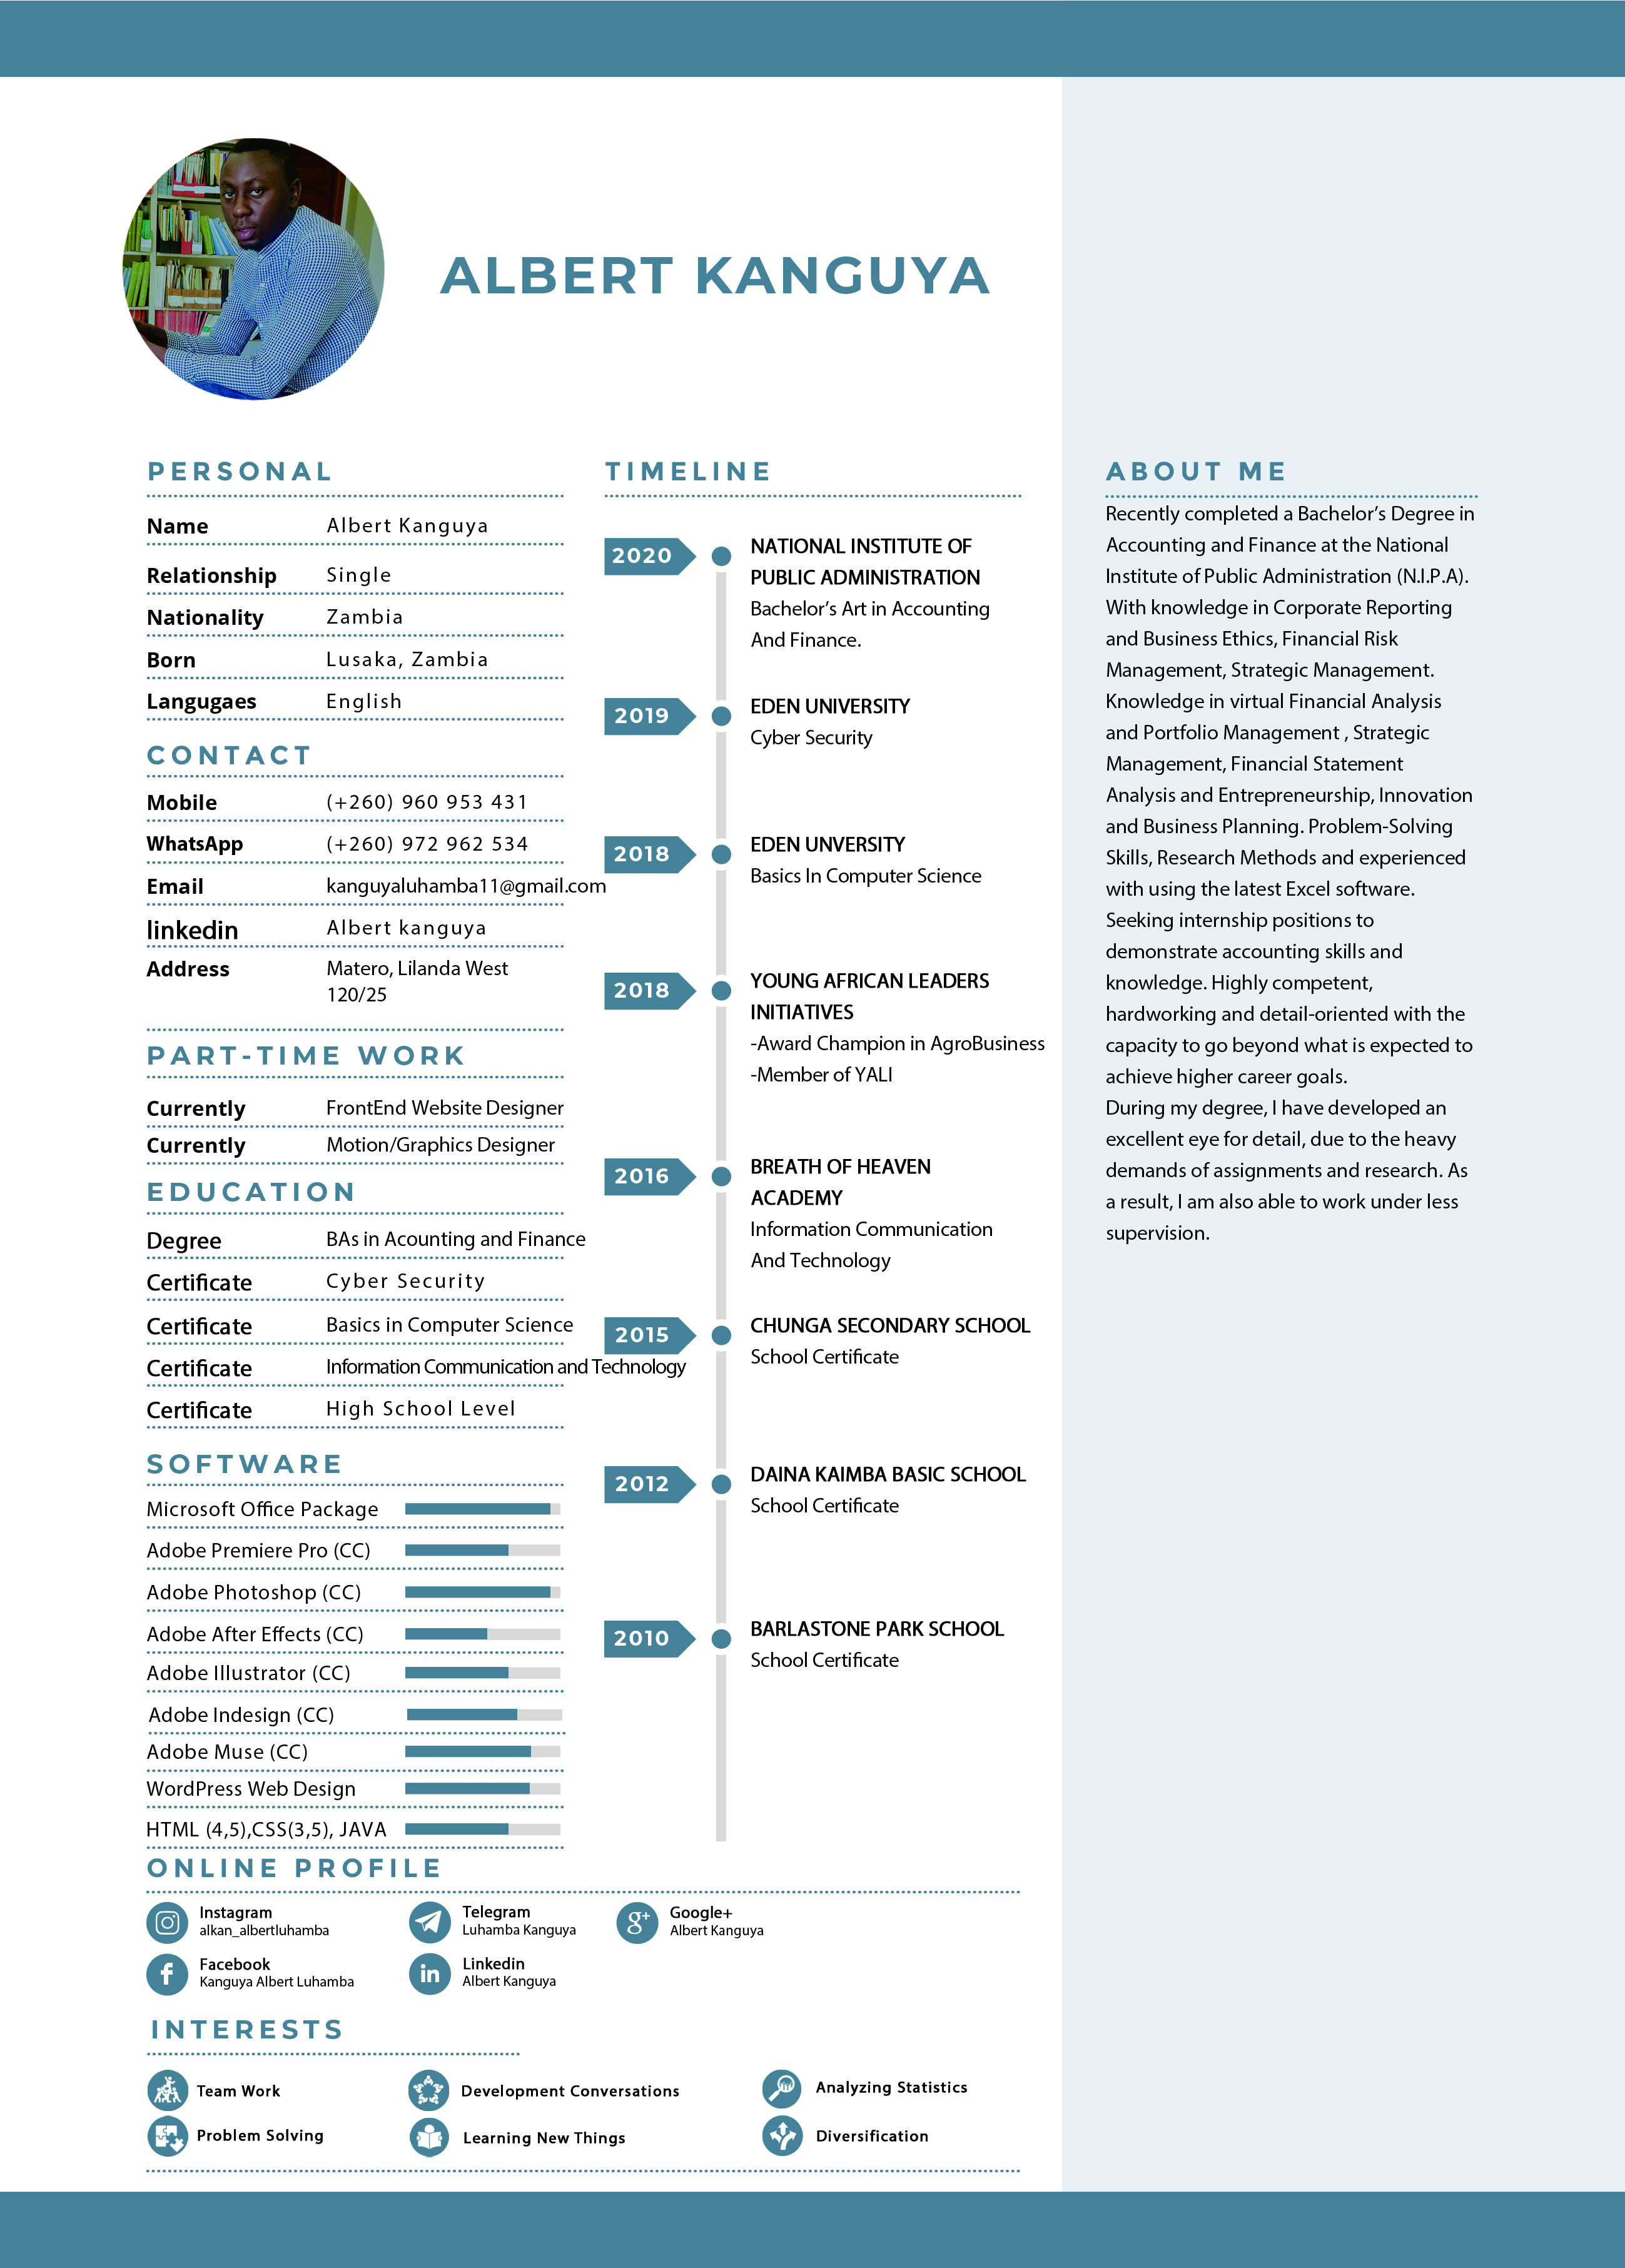 ALBERT KANGUYA
PERSONAL
Name Albert Kanguya
Relationship Single
Nationality Zambia
Born Lusaka, Zambia
Langugaes English
CONTACT
Mobile (+260) 960 953 431
WhatsApp (+260) 972 962 534
Email kanguyaluhamba11@gmail.com
linkedin Albert kanguya
Address Matero, Lilanda West
120/25
PART-TIME WORK
Currently FrontEnd Website Designer
Currently Motion/Graphics Designer
EDUCATION
Degree BAs in Acounting and Finance
Certificate Cyber Security
Certificate Basics in Computer Science
Certificate Information Communication and Technology
Certificate High School Level
SOFTWARE
Microsoft Office Package
Adobe Premiere Pro (CC)
Adobe Photoshop (CC)
Adobe After Effects (CC)
Adobe Illustrator (CC)
Adobe Indesign (CC)
Adobe Muse (CC)
WordPress Web Design
HTML (4,5),CSS(3,5), JAVA
TIMELINE
2020 NATIONAL INSTITUTE OF
PUBLIC ADMINISTRATION
Bachelor’s Art in Accounting
And Finance.
2019 EDEN UNIVERSITY
Cyber Security
2018 EDEN UNVERSITY
Basics In Computer Science
2018 YOUNG AFRICAN LEADERS
INITIATIVES
-Award Champion in AgroBusiness
-Member of YALI
2016 BREATH OF HEAVEN
ACADEMY
Information Communication
And Technology
2015 CHUNGA SECONDARY SCHOOL
School Certificate
2012 DAINA KAIMBA BASIC SCHOOL
School Certificate
2010 BARLASTONE PARK SCHOOL
School Certificate
ABOUT ME
Recently completed a Bachelor’s Degree in
Accounting and Finance at the National
Institute of Public Administration (N.I.P.A).
With knowledge in Corporate Reporting
and Business Ethics, Financial Risk
Management, Strategic Management.
Knowledge in virtual Financial Analysis
and Portfolio Management , Strategic
Management, Financial Statement
Analysis and Entrepreneurship, Innovation
and Business Planning. Problem-Solving
Skills, Research Methods and experienced
with using the latest Excel software.
Seeking internship positions to
demonstrate accounting skills and
knowledge. Highly competent,
hardworking and detail-oriented with the
capacity to go beyond what is expected to
achieve higher career goals.
During my degree, I have developed an
excellent eye for detail, due to the heavy
demands of assignments and research. As
a result, I am also able to work under less
supervision.
ONLINE PROFILE
Instagram
alkan_albertluhamba
Telegram
Luhamba Kanguya
g+ Google+
Albert Kanguya
f Facebook
Kanguya Albert Luhamba
in Linkedin
Albert Kanguya
INTERESTS
Team Work
Development Conversations
Analyzing Statistics
Problem Solving
Learning New Things
Diversification